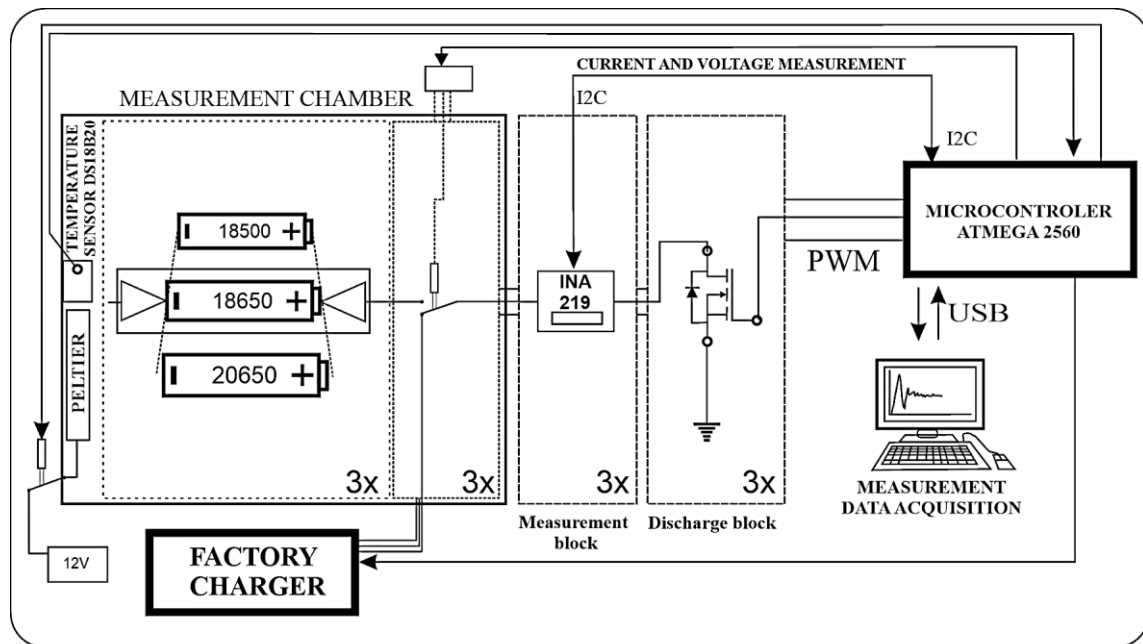 CURRENT AND VOLTAGE MEASUREMENT
MEASUREMENT CHAMBER
I2C
I2C
TEMPERATURE
SENSOR DS18B20
18500
18650
20650
PELTIER
INA
219
MICROCONTROLER
ATMEGA 2560
PWM
USB
3x
3x
3x
3x
MEASUREMENT
DATA ACQUISITION
Measurement
block
Discharge block
12V
FACTORY
CHARGER